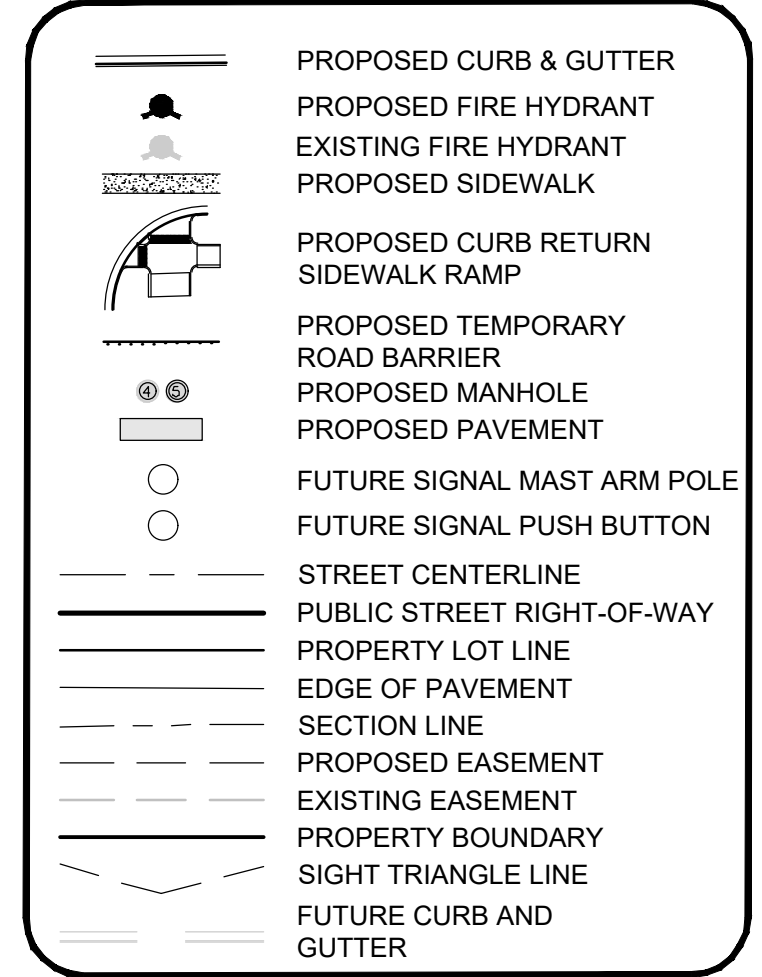 PROPOSED CURB & GUTTER
PROPOSED FIRE HYDRANT
EXISTING FIRE HYDRANT
PROPOSED SIDEWALK
PROPOSED CURB RETURN
SIDEWALK RAMP
PROPOSED TEMPORARY
ROAD BARRIER
4 5 PROPOSED MANHOLE
PROPOSED PAVEMENT
FUTURE SIGNAL MAST ARM POLE
FUTURE SIGNAL PUSH BUTTON
STREET CENTERLINE
PUBLIC STREET RIGHT-OF-WAY
PROPERTY LOT LINE
EDGE OF PAVEMENT
SECTION LINE
PROPOSED EASEMENT
EXISTING EASEMENT
PROPERTY BOUNDARY
SIGHT TRIANGLE LINE
FUTURE CURB AND
GUTTER